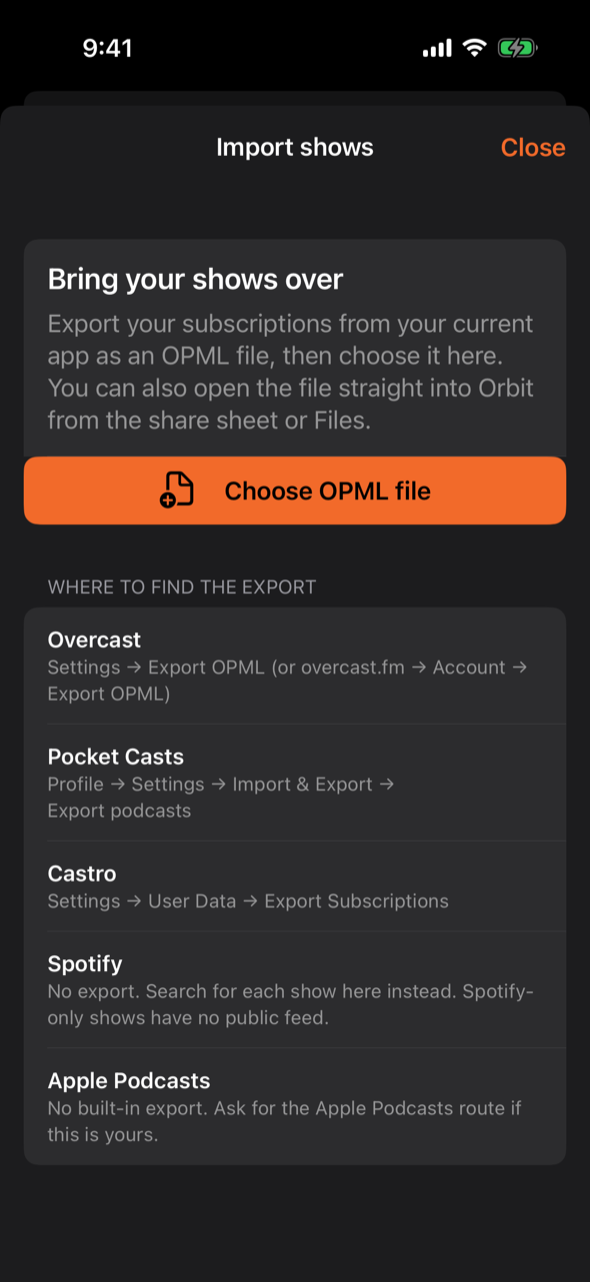 9:41
Import shows
Close
Bring your shows over
Export your subscriptions from your current
app as an OPML file, then choose it here.
You can also open the file straight into Orbit
from the share sheet or Files.
Choose OPML file
WHERE TO FIND THE EXPORT
Overcast
Settings → Export OPML (or overcast.fm → Account →
Export OPML)
Pocket Casts
Profile → Settings → Import & Export →
Export podcasts
Castro
Settings → User Data → Export Subscriptions
Spotify
No export. Search for each show here instead. Spotify-
only shows have no public feed.
Apple Podcasts
No built-in export. Ask for the Apple Podcasts route if
this is yours.